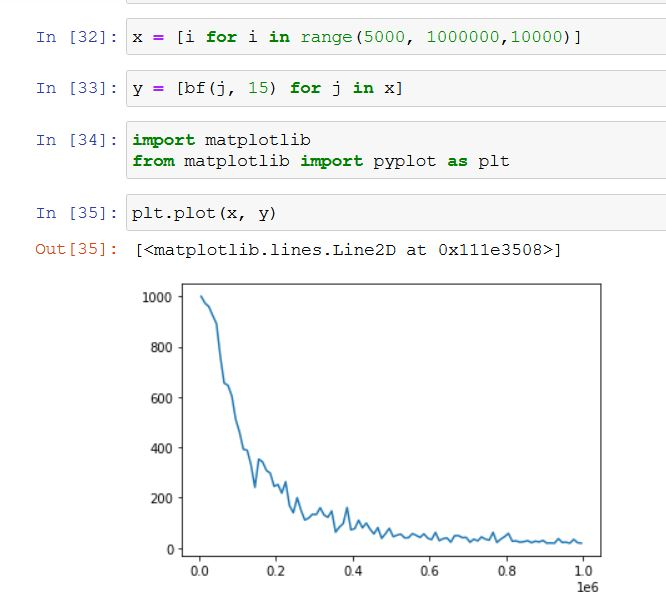 In [32]: x = [i for i in range(5000, 1000000,10000)]
In [33]: y = [bf(j, 15) for j in x]
In [34]: import matplotlib
from matplotlib import pyplot as plt
In [35]: plt.plot(x, y)
Out[35]: [<matplotlib.lines.Line2D at 0x111e3508>]
1000
800
600
400
200
0
0.0 0.2 0.4 0.6 0.8 1.0
1e6